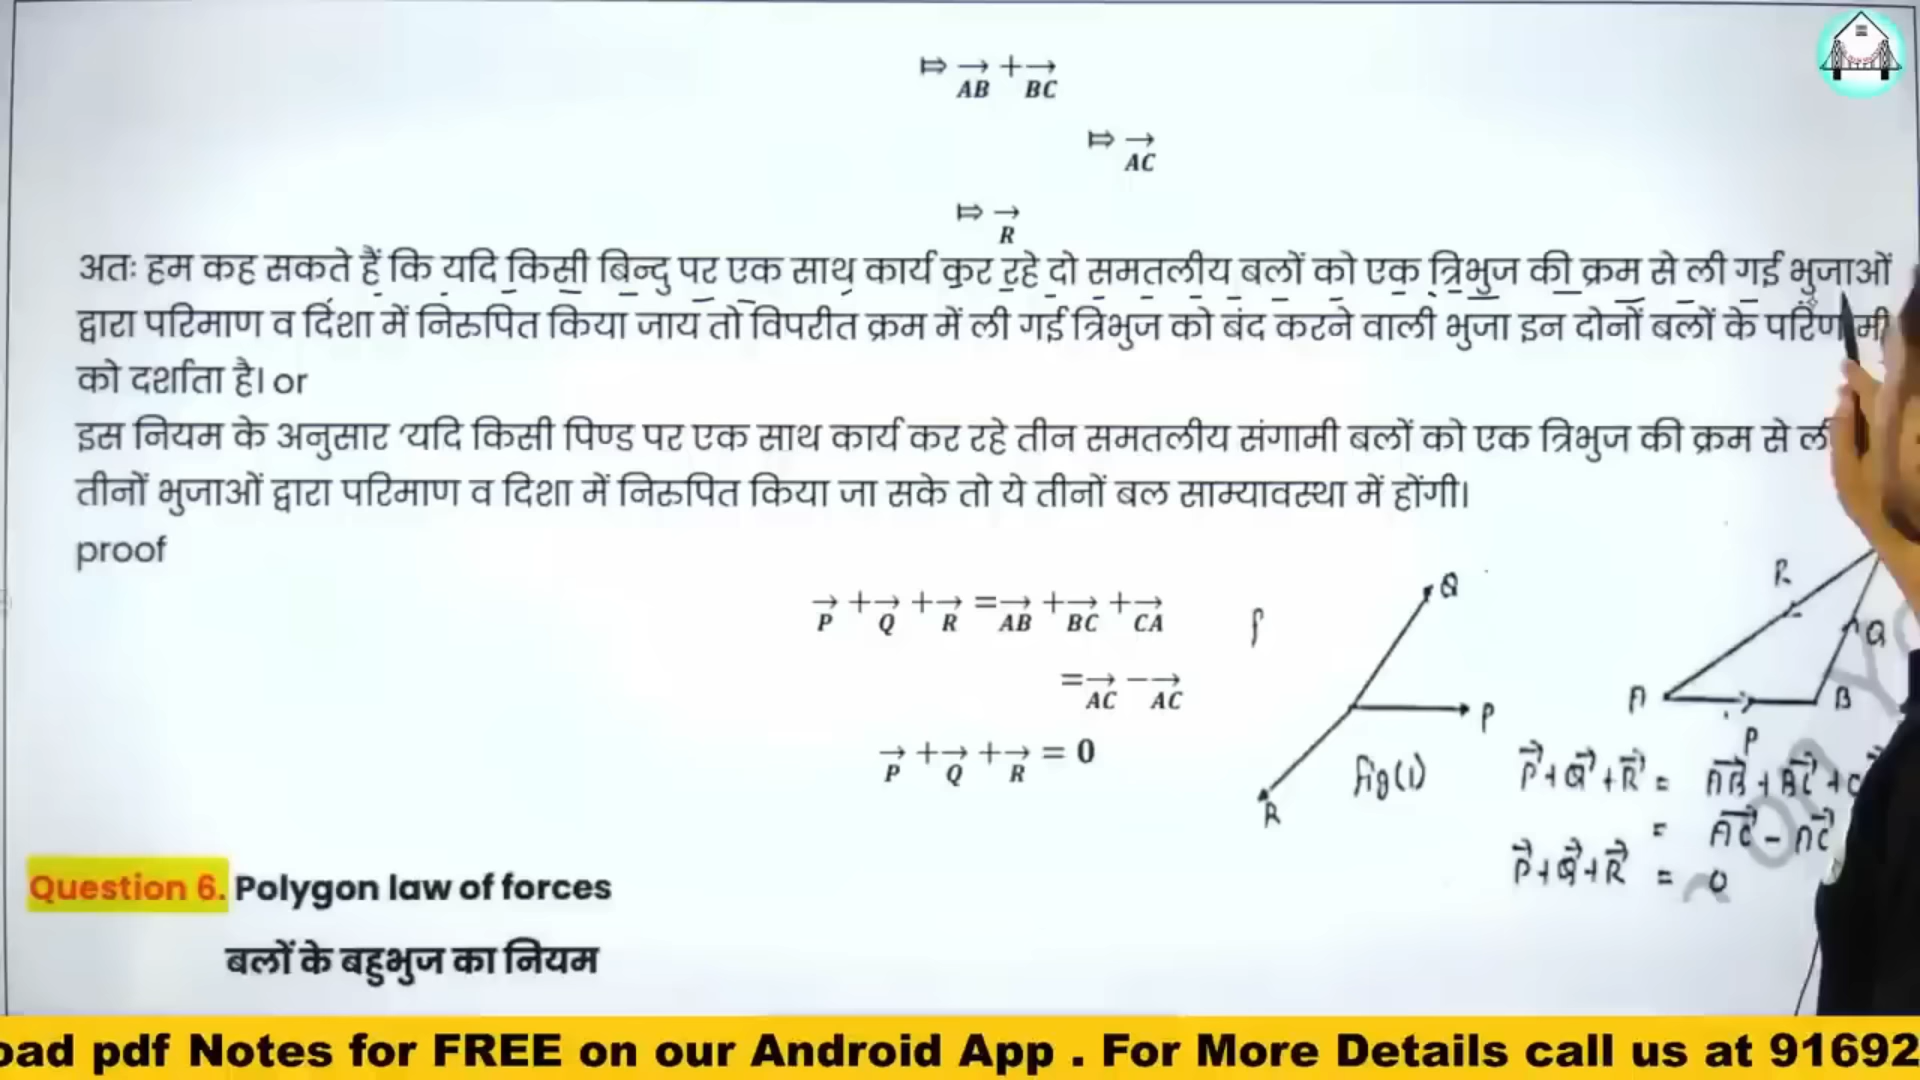 ⤇ →AB +→BC
⤇ →AC
⤇ →R
अतः हम कह सकते हैं कि यदि किसी बिन्दु पर एक साथ कार्य कर रहे दो समतलीय बलों को एक त्रिभुज की क्रम से ली गई भुजाओं
द्वारा परिमाण व दिशा में निरुपित किया जाय तो विपरीत क्रम में ली गई त्रिभुज को बंद करने वाली भुजा इन दोनों बलों के
को दर्शाता है। or
इस नियम के अनुसार 'यदि किसी पिण्ड पर एक साथ कार्य कर रहे तीन समतलीय संगामी बलों को एक त्रिभुज की क्रम से ली
तीनों भुजाओं द्वारा परिमाण व दिशा में निरुपित किया जा सके तो ये तीनों बल साम्यावस्था में होंगी।
proof
→P +→Q +→R =→AB +→BC +→CA
=→AC −→AC
→P +→Q +→R = 0
Q
P
R
Fig(1)
R
Q
A
B
P
P⃗+Q⃗+R⃗ = AB⃗ + BC⃗ +
= AC⃗ - AC⃗
P⃗+Q⃗+R⃗ = 0
Question 6. Polygon law of forces
बलों के बहुभुज का नियम
oad pdf Notes for FREE on our Android App . For More Details call us at 91692